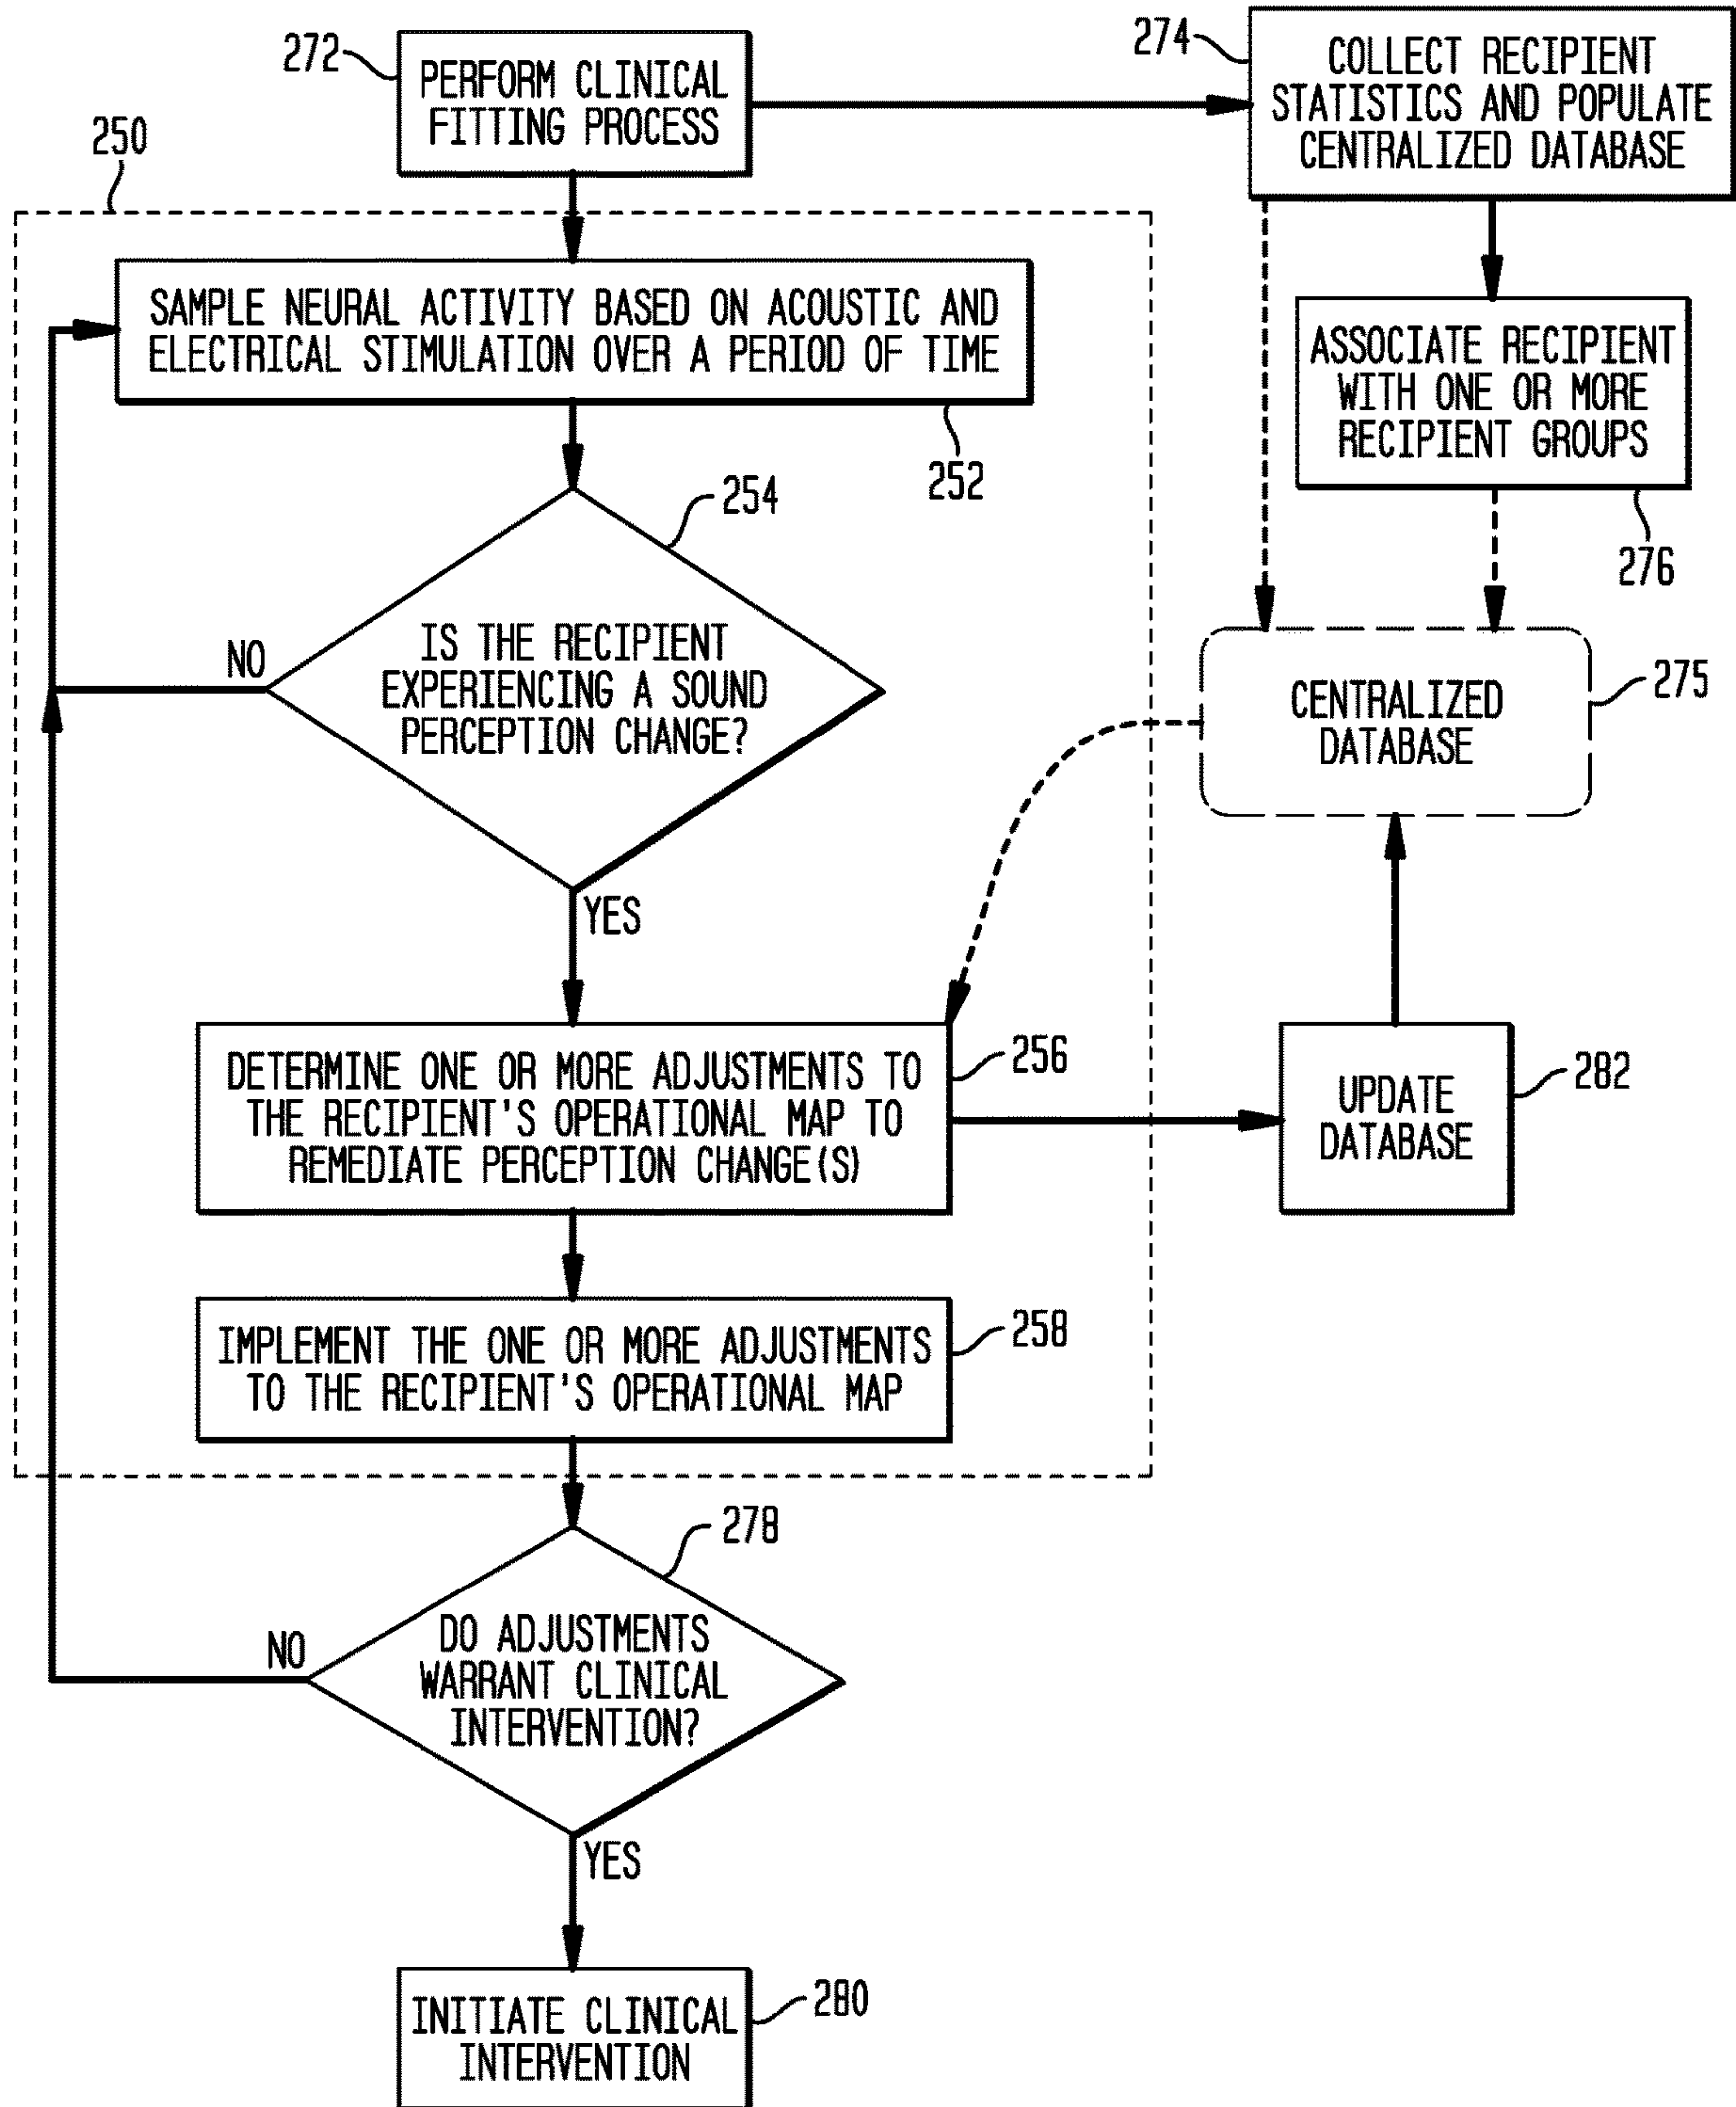 272
PERFORM CLINICAL
FITTING PROCESS
274
COLLECT RECIPIENT
STATISTICS AND POPULATE
CENTRALIZED DATABASE
250
SAMPLE NEURAL ACTIVITY BASED ON ACOUSTIC AND
ELECTRICAL STIMULATION OVER A PERIOD OF TIME
252
ASSOCIATE RECIPIENT
WITH ONE OR MORE
RECIPIENT GROUPS
276
254
IS THE RECIPIENT
EXPERIENCING A SOUND
PERCEPTION CHANGE?
NO
YES
CENTRALIZED
DATABASE
275
DETERMINE ONE OR MORE ADJUSTMENTS TO
THE RECIPIENT'S OPERATIONAL MAP TO
REMEDIATE PERCEPTION CHANGE(S)
256
UPDATE
DATABASE
282
IMPLEMENT THE ONE OR MORE ADJUSTMENTS
TO THE RECIPIENT'S OPERATIONAL MAP
258
278
DO ADJUSTMENTS
WARRANT CLINICAL
INTERVENTION?
NO
YES
INITIATE CLINICAL
INTERVENTION
280